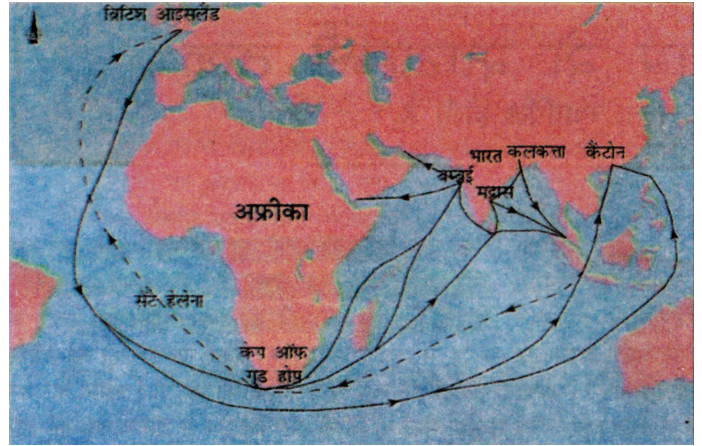 ब्रिटिश आइसलैंड
भारत
कलकत्ता
कैंटोन
बम्बई
मद्रास
अफ्रीका
सेंट हेलेना
केप ऑफ
गुड होप